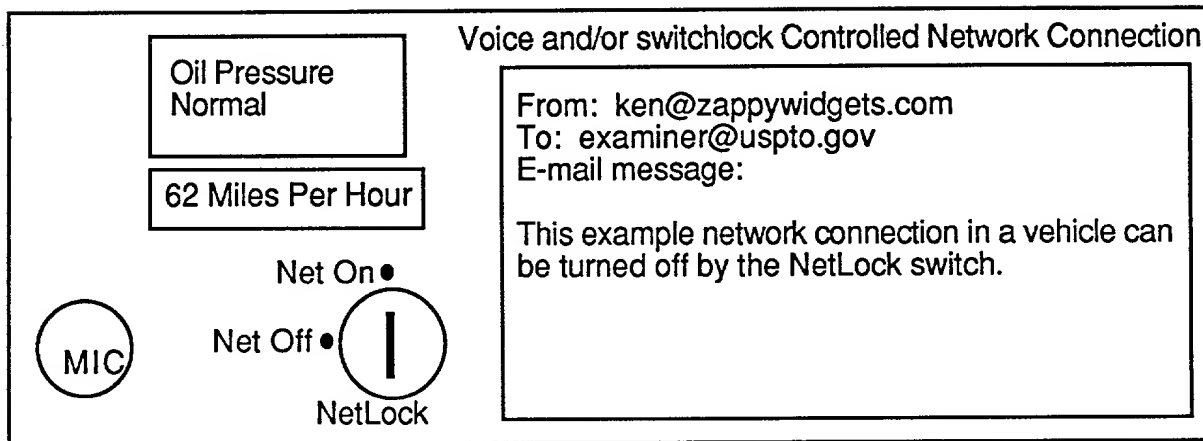 Voice and/or switchlock Controlled Network Connection
Oil Pressure
Normal
62 Miles Per Hour
Net On
Net Off
MIC
NetLock
From: ken@zappywidgets.com
To: examiner@uspto.gov
E-mail message:
This example network connection in a vehicle can
be turned off by the NetLock switch.